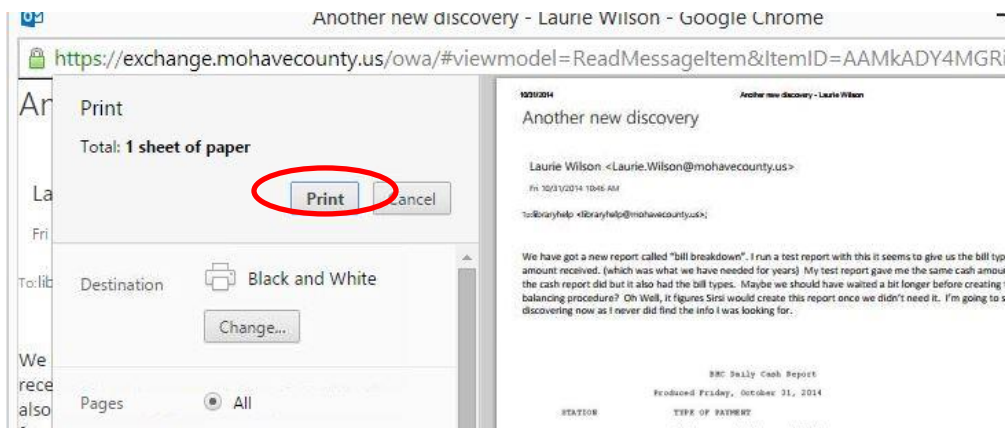 Another new discovery - Laurie Wilson - Google Chrome
https://exchange.mohavecounty.us/owa/#viewmodel=ReadMessageItem&ItemID=AAMkADY4MGRi
An
La
Fri
To:lib
We
rece
also
Print
Total: 1 sheet of paper
Print Cancel
Destination Black and White
Change...
Pages All
10/31/2014 Another new discovery - Laurie Wilson
Another new discovery
Laurie Wilson <Laurie.Wilson@mohavecounty.us>
Fri 10/31/2014 10:46 AM
To:libraryhelp <libraryhelp@mohavecounty.us>;
We have got a new report called "bill breakdown". I run a test report with this it seems to give us the bill typ
amount received. (which was what we have needed for years) My test report gave me the same cash amou
the cash report did but it also had the bill types. Maybe we should have waited a bit longer before creating
balancing procedure? Oh Well, it figures Sirsi would create this report once we didn't need it. I'm going to s
discovering now as I never did find the info I was looking for.
BHC Daily Cash Report
Produced Friday, October 31, 2014
STATION TYPE OF PAYMENT